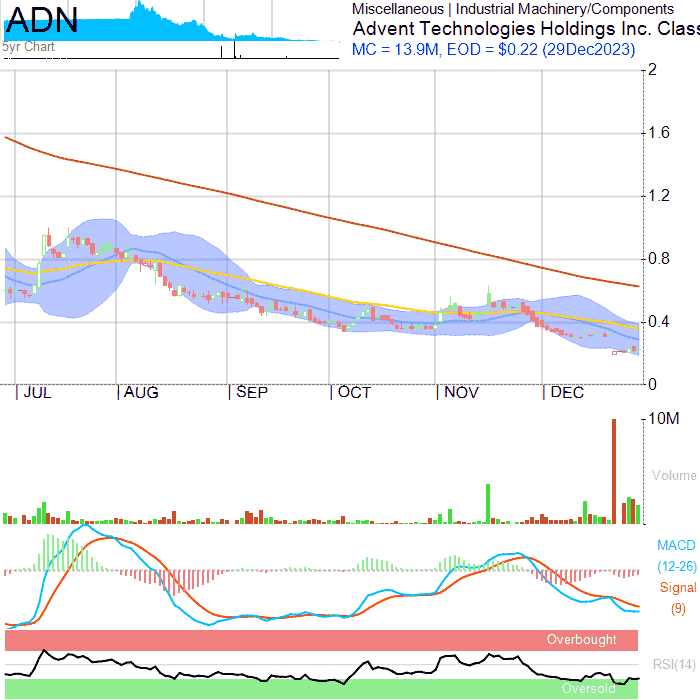 ADN
5yr Chart
Miscellaneous | Industrial Machinery/Components
Advent Technologies Holdings Inc. Class
MC = 13.9M, EOD = $0.22 (29Dec2023)
2
1.6
1.2
0.8
0.4
0
JUL AUG SEP OCT NOV DEC
10M
Volume
MACD
(12-26)
Signal
(9)
Overbought
RSI(14)
Oversold